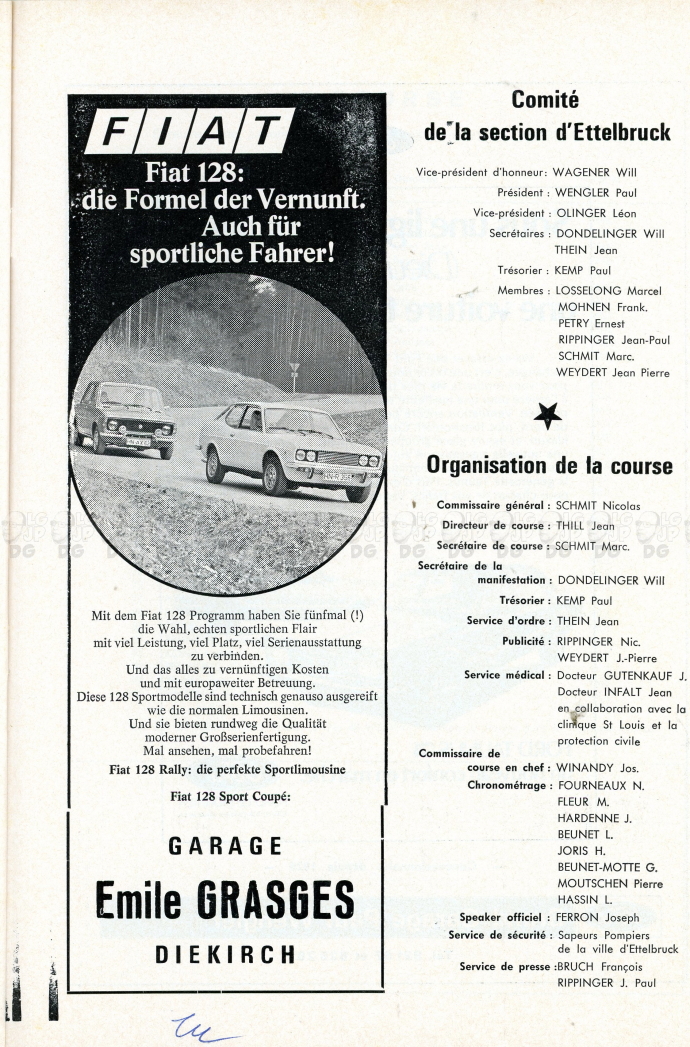 FIAT
Fiat 128:
die Formel der Vernunft.
Auch für
sportliche Fahrer!
Mit dem Fiat 128 Programm haben Sie fünfmal (!)
die Wahl, echten sportlichen Flair
mit viel Leistung, viel Platz, viel Serienausstattung
zu verbinden.
Und das alles zu vernünftigen Kosten
und mit europaweiter Betreuung.
Diese 128 Sportmodelle sind technisch genauso ausgereift
wie die normalen Limousinen.
Und sie bieten rundweg die Qualität
moderner Großserienfertigung.
Mal ansehen, mal probefahren!
Fiat 128 Rally: die perfekte Sportlimousine
Fiat 128 Sport Coupé:
GARAGE
Emile GRASGES
DIEKIRCH
Comité
de la section d'Ettelbruck
Vice-président d'honneur: WAGENER Will
Président : WENGLER Paul
Vice-président : OLINGER Léon
Secrétaires : DONDELINGER Will
THEIN Jean
Trésorier : KEMP Paul
Membres : LOSSELONG Marcel
MOHNEN Frank.
PETRY Ernest
RIPPINGER Jean-Paul
SCHMIT Marc.
WEYDERT Jean Pierre
Organisation de la course
Commissaire général : SCHMIT Nicolas
Directeur de course : THILL Jean
Secrétaire de course : SCHMIT Marc.
Secrétaire de la
manifestation : DONDELINGER Will
Trésorier : KEMP Paul
Service d'ordre : THEIN Jean
Publicité : RIPPINGER Nic.
WEYDERT J.-Pierre
Service médical : Docteur GUTENKAUF J.
Docteur INFALT Jean
en collaboration avec la
clinique St Louis et la
protection civile
Commissaire de
course en chef : WINANDY Jos.
Chronométrage : FOURNEAUX N.
FLEUR M.
HARDENNE J.
BEUNET L.
JORIS H.
BEUNET-MOTTE G.
MOUTSCHEN Pierre
HASSIN L.
Speaker officiel : FERRON Joseph
Service de sécurité : Sapeurs Pompiers
de la ville d'Ettelbruck
Service de presse :BRUCH François
RIPPINGER J. Paul